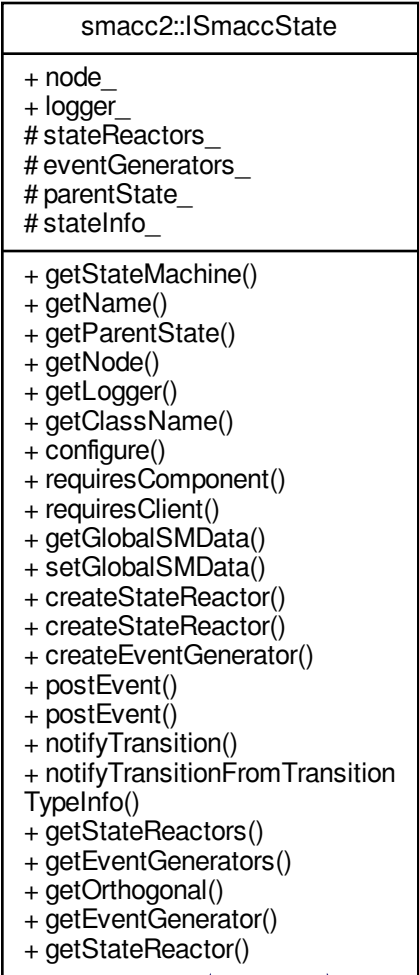 smacc2::ISmaccState
+ node_
+ logger_
# stateReactors_
# eventGenerators_
# parentState_
# stateInfo_
+ getStateMachine()
+ getName()
+ getParentState()
+ getNode()
+ getLogger()
+ getClassName()
+ configure()
+ requiresComponent()
+ requiresClient()
+ getGlobalSMData()
+ setGlobalSMData()
+ createStateReactor()
+ createStateReactor()
+ createEventGenerator()
+ postEvent()
+ postEvent()
+ notifyTransition()
+ notifyTransitionFromTransition
TypeInfo()
+ getStateReactors()
+ getEventGenerators()
+ getOrthogonal()
+ getEventGenerator()
+ getStateReactor()